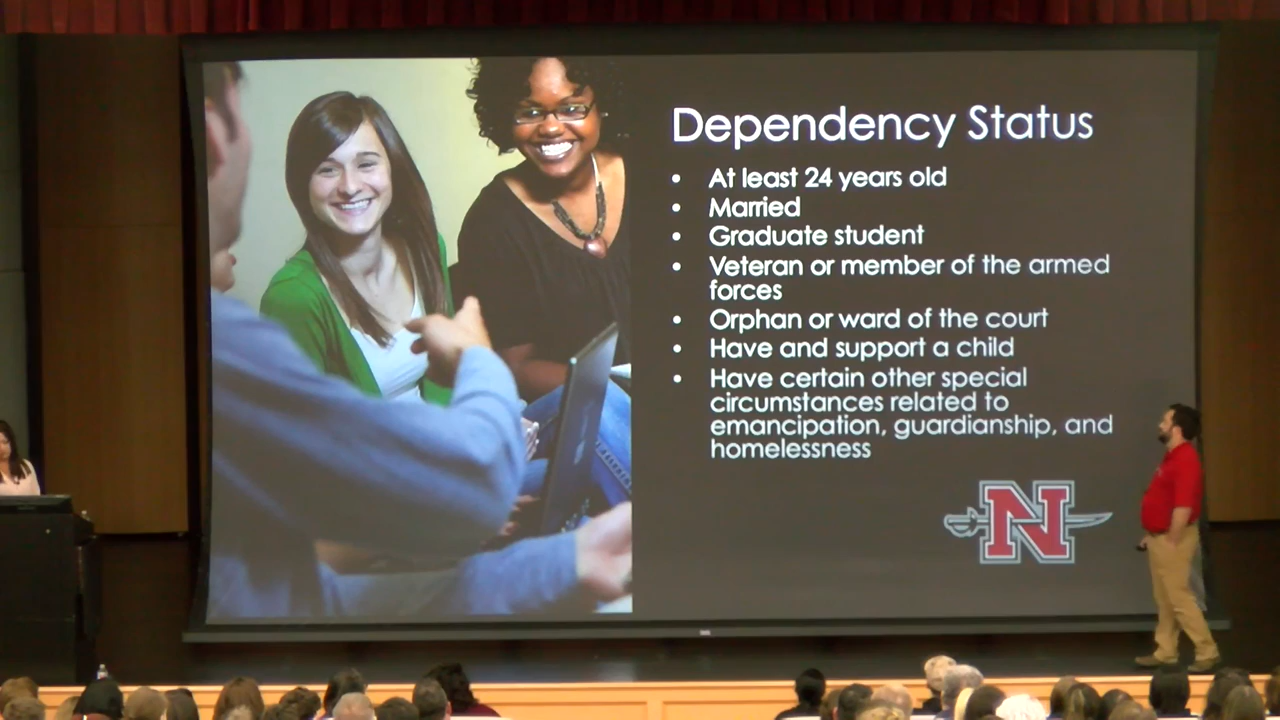 Dependency Status
• At least 24 years old
• Married
• Graduate student
• Veteran or member of the armed
forces
• Orphan or ward of the court
• Have and support a child
• Have certain other special
circumstances related to
emancipation, guardianship, and
homelessness
N